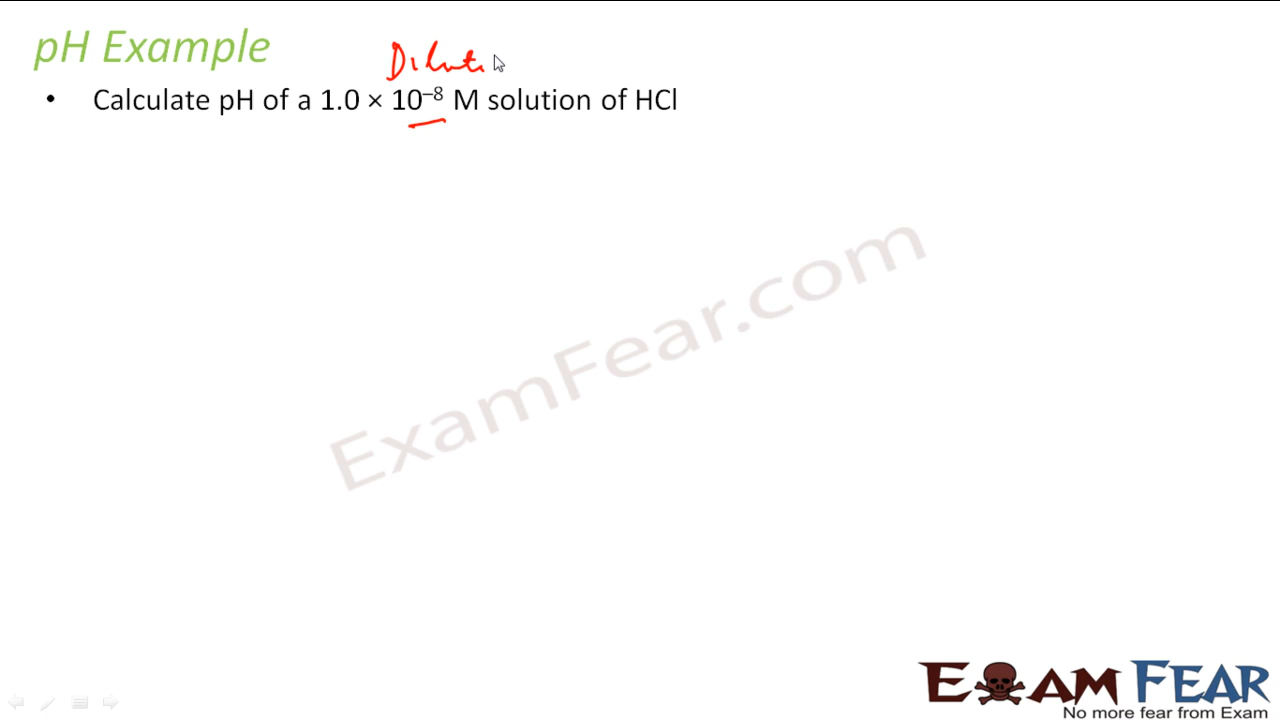 pH Example
Dilute
• Calculate pH of a 1.0 × 10⁻⁸ M solution of HCl
ExamFear.com
EXAM FEAR
No more fear from Exam